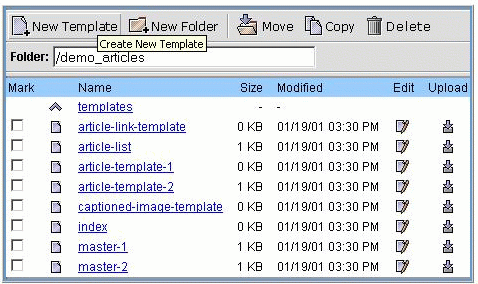 New Template New Folder Move Copy Delete
Create New Template
Folder: /demo_articles
Mark Name Size Modified Edit Upload
templates - -
article-link-template 0 KB 01/19/01 03:30 PM
article-list 1 KB 01/19/01 03:30 PM
article-template-1 0 KB 01/19/01 03:30 PM
article-template-2 1 KB 01/19/01 03:30 PM
captioned-image-template 0 KB 01/19/01 03:30 PM
index 0 KB 01/19/01 03:30 PM
master-1 1 KB 01/19/01 03:30 PM
master-2 1 KB 01/19/01 03:30 PM